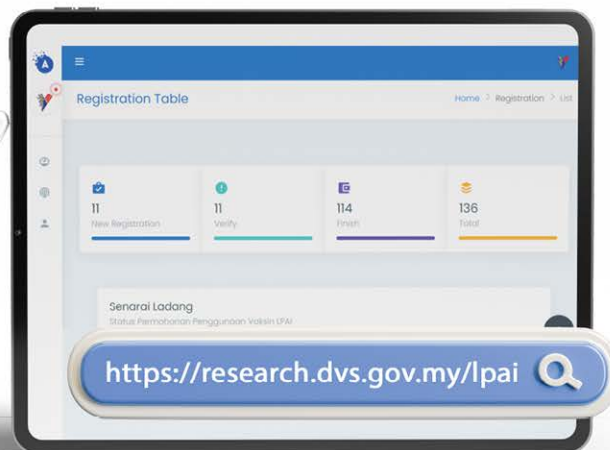 Registration Table
Home > Registration > List
11
New Registration
11
Verify
114
Finish
136
Total
Senarai Ladang
Status Permohonan Penggunaan Vaksin LPAI
https://research.dvs.gov.my/lpai